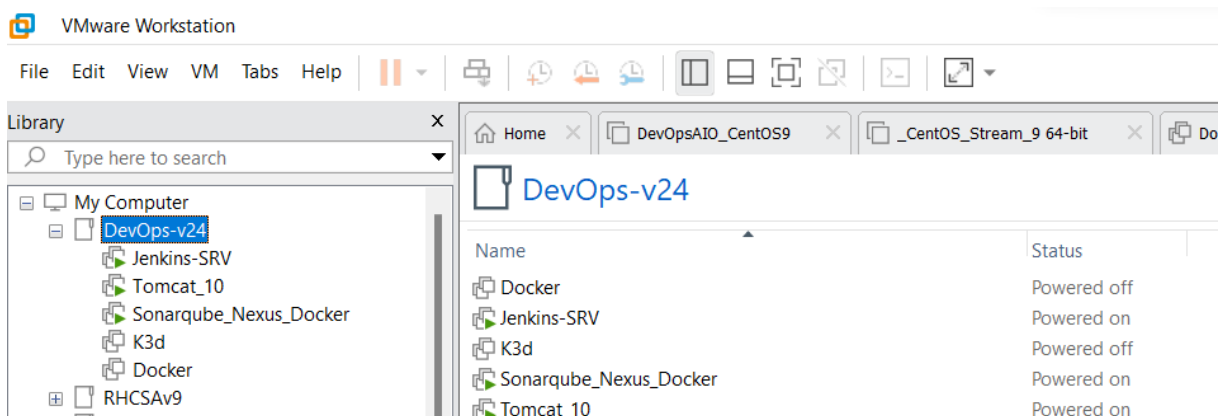 VMware Workstation
File Edit View VM Tabs Help
Library
Home DevOpsAIO_CentOS9 _CentOS_Stream_9 64-bit Do
Type here to search
My Computer
DevOps-v24
Jenkins-SRV
Tomcat_10
Sonarqube_Nexus_Docker
K3d
Docker
RHCSAv9
DevOps-v24
Name Status
Docker Powered off
Jenkins-SRV Powered on
K3d Powered off
Sonarqube_Nexus_Docker Powered on
Tomcat_10 Powered on